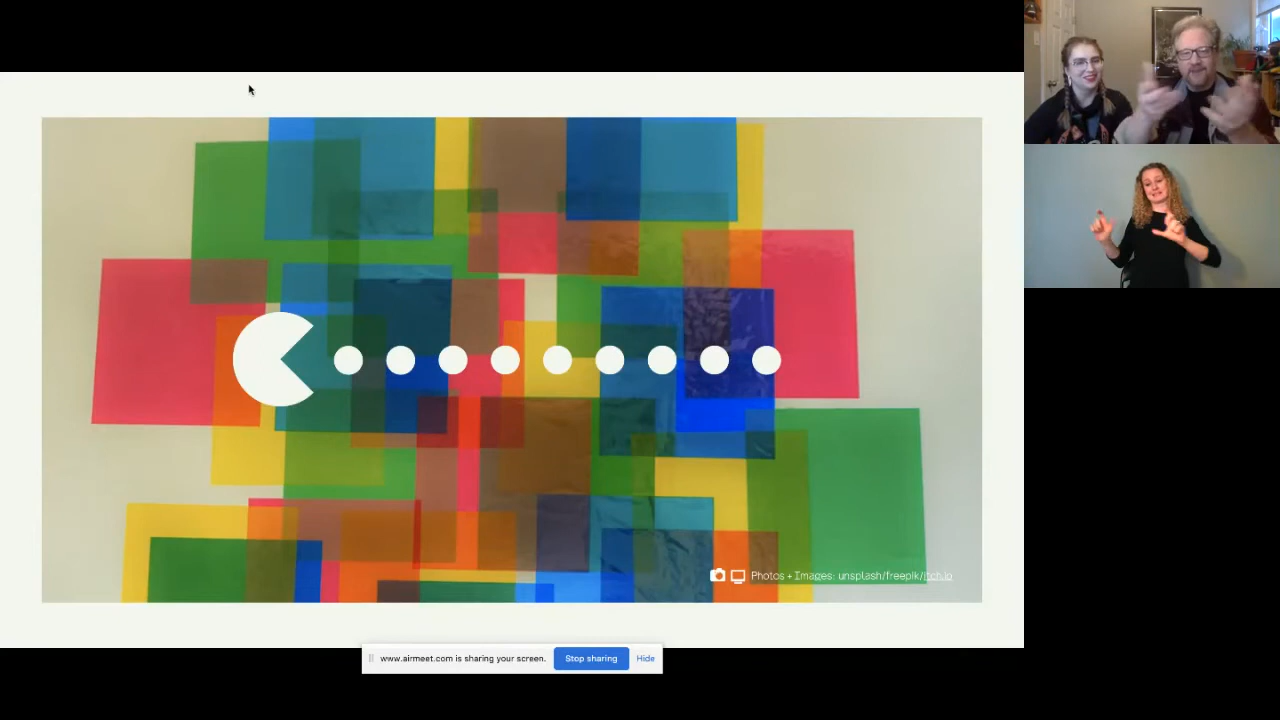 Photos + Images: unsplash/freepik/itch.io
www.airmeet.com is sharing your screen.
Stop sharing
Hide